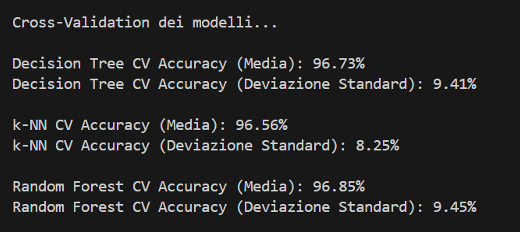 Cross-Validation dei modelli...
Decision Tree CV Accuracy (Media): 96.73%
Decision Tree CV Accuracy (Deviazione Standard): 9.41%
k-NN CV Accuracy (Media): 96.56%
k-NN CV Accuracy (Deviazione Standard): 8.25%
Random Forest CV Accuracy (Media): 96.85%
Random Forest CV Accuracy (Deviazione Standard): 9.45%